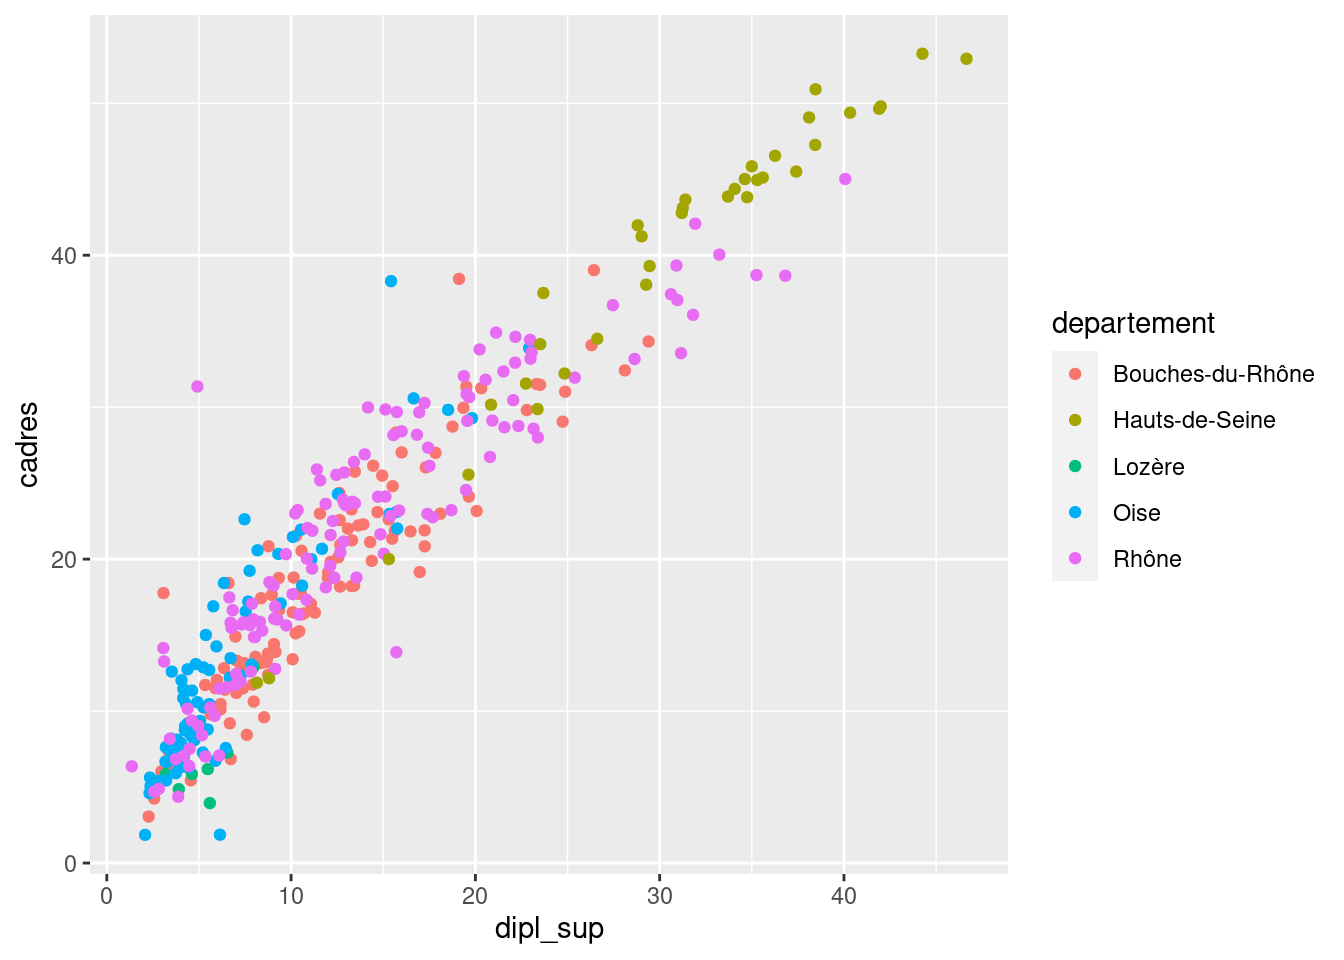 cadres
40
20
0
0 10 20 30 40
dipl_sup
departement
Bouches-du-Rhône
Hauts-de-Seine
Lozère
Oise
Rhône